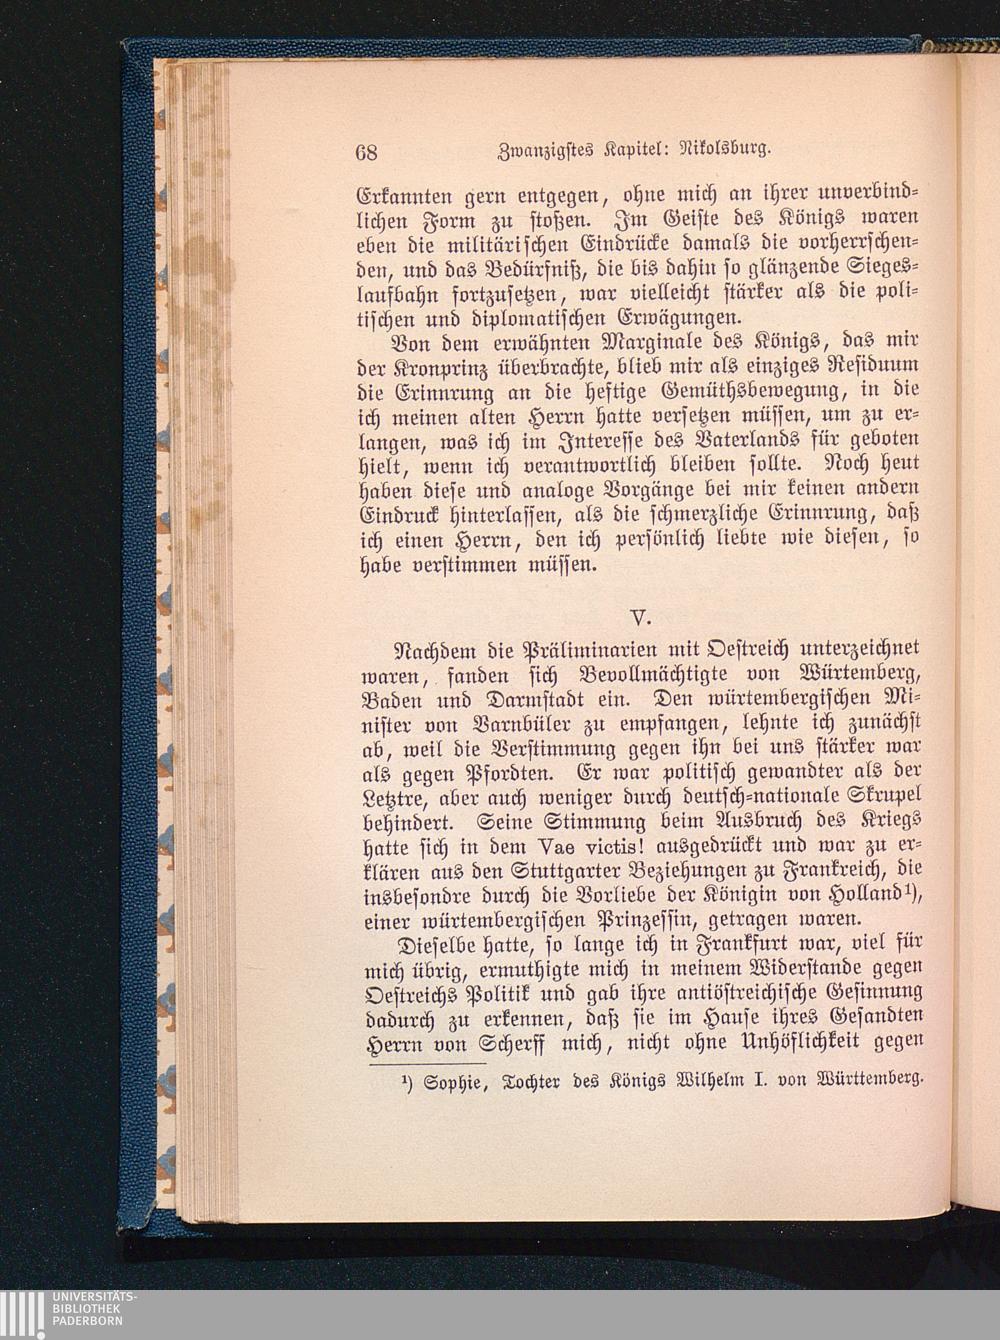 68 Zwanzigstes Kapitel: Nikolsburg.
Erkannten gern entgegen, ohne mich an ihrer unverbind-
lichen Form zu stoßen. Im Geiste des Königs waren
eben die militärischen Eindrücke damals die vorherrschen-
den, und das Bedürfniß, die bis dahin so glänzende Sieges-
laufbahn fortzusetzen, war vielleicht stärker als die poli-
tischen und diplomatischen Erwägungen.
Von dem erwähnten Marginale des Königs, das mir
der Kronprinz überbrachte, blieb mir als einziges Residuum
die Erinnrung an die heftige Gemüthsbewegung, in die
ich meinen alten Herrn hatte versetzen müssen, um zu er-
langen, was ich im Interesse des Vaterlands für geboten
hielt, wenn ich verantwortlich bleiben sollte. Noch heut
haben diese und analoge Vorgänge bei mir keinen andern
Eindruck hinterlassen, als die schmerzliche Erinnrung, daß
ich einen Herrn, den ich persönlich liebte wie diesen, so
habe verstimmen müssen.
V.
Nachdem die Präliminarien mit Oestreich unterzeichnet
waren, fanden sich Bevollmächtigte von Würtemberg,
Baden und Darmstadt ein. Den würtembergischen Mi-
nister von Varnbüler zu empfangen, lehnte ich zunächst
ab, weil die Verstimmung gegen ihn bei uns stärker war
als gegen Pfordten. Er war politisch gewandter als der
Letztre, aber auch weniger durch deutsch-nationale Skrupel
behindert. Seine Stimmung beim Ausbruch des Kriegs
hatte sich in dem Vae victis! ausgedrückt und war zu er-
klären aus den Stuttgarter Beziehungen zu Frankreich, die
insbesondre durch die Vorliebe der Königin von Holland¹),
einer würtembergischen Prinzessin, getragen waren.
Dieselbe hatte, so lange ich in Frankfurt war, viel für
mich übrig, ermuthigte mich in meinem Widerstande gegen
Oestreichs Politik und gab ihre antiöstreichische Gesinnung
dadurch zu erkennen, daß sie im Hause ihres Gesandten
Herrn von Scherff mich, nicht ohne Unhöflichkeit gegen
¹) Sophie, Tochter des Königs Wilhelm I. von Württemberg.
UNIVERSITÄTS-
BIBLIOTHEK
PADERBORN